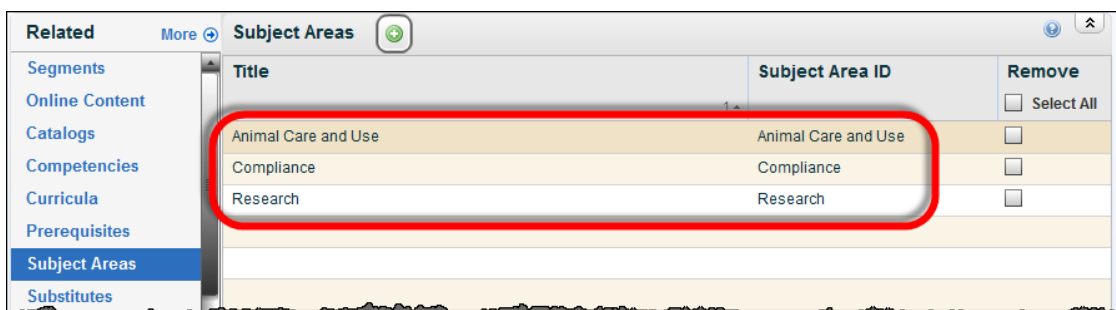 Related More Subject Areas
Segments
Online Content
Catalogs
Competencies
Curricula
Prerequisites
Subject Areas
Substitutes
Title Subject Area ID Remove
1 Select All
Animal Care and Use Animal Care and Use
Compliance Compliance
Research Research